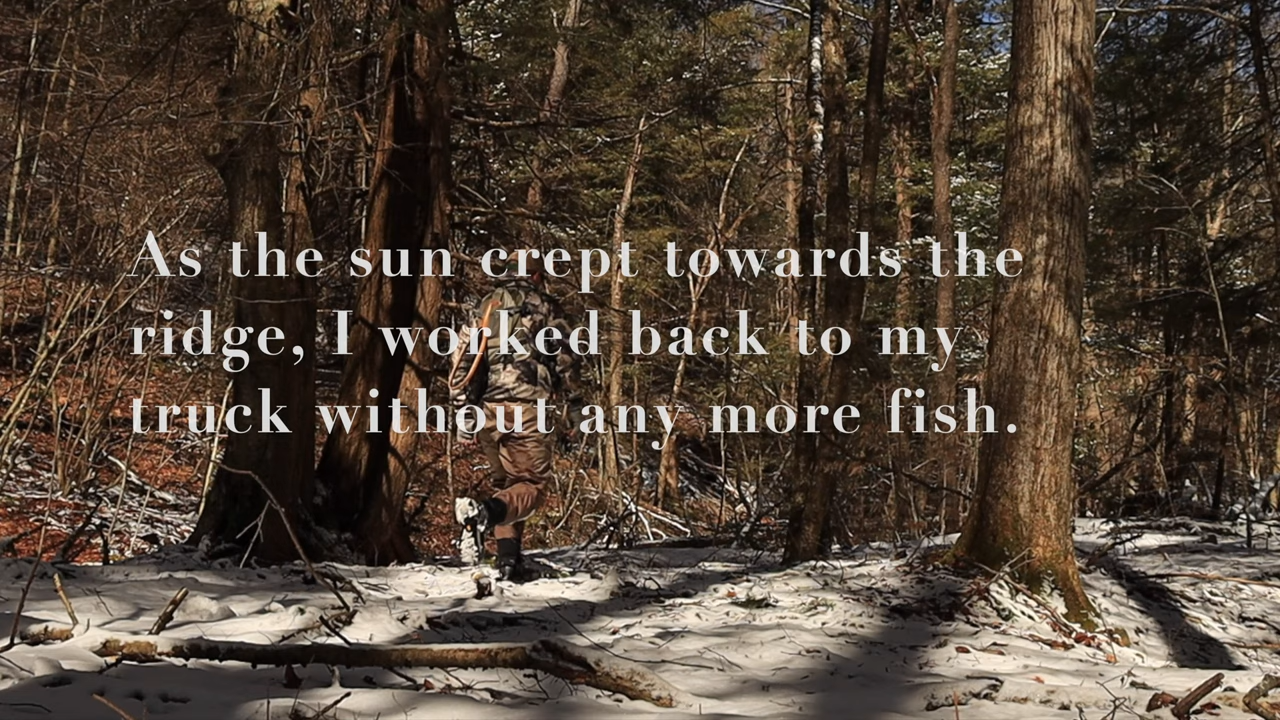 As the sun crept towards the
ridge, I worked back to my
truck without any more fish.